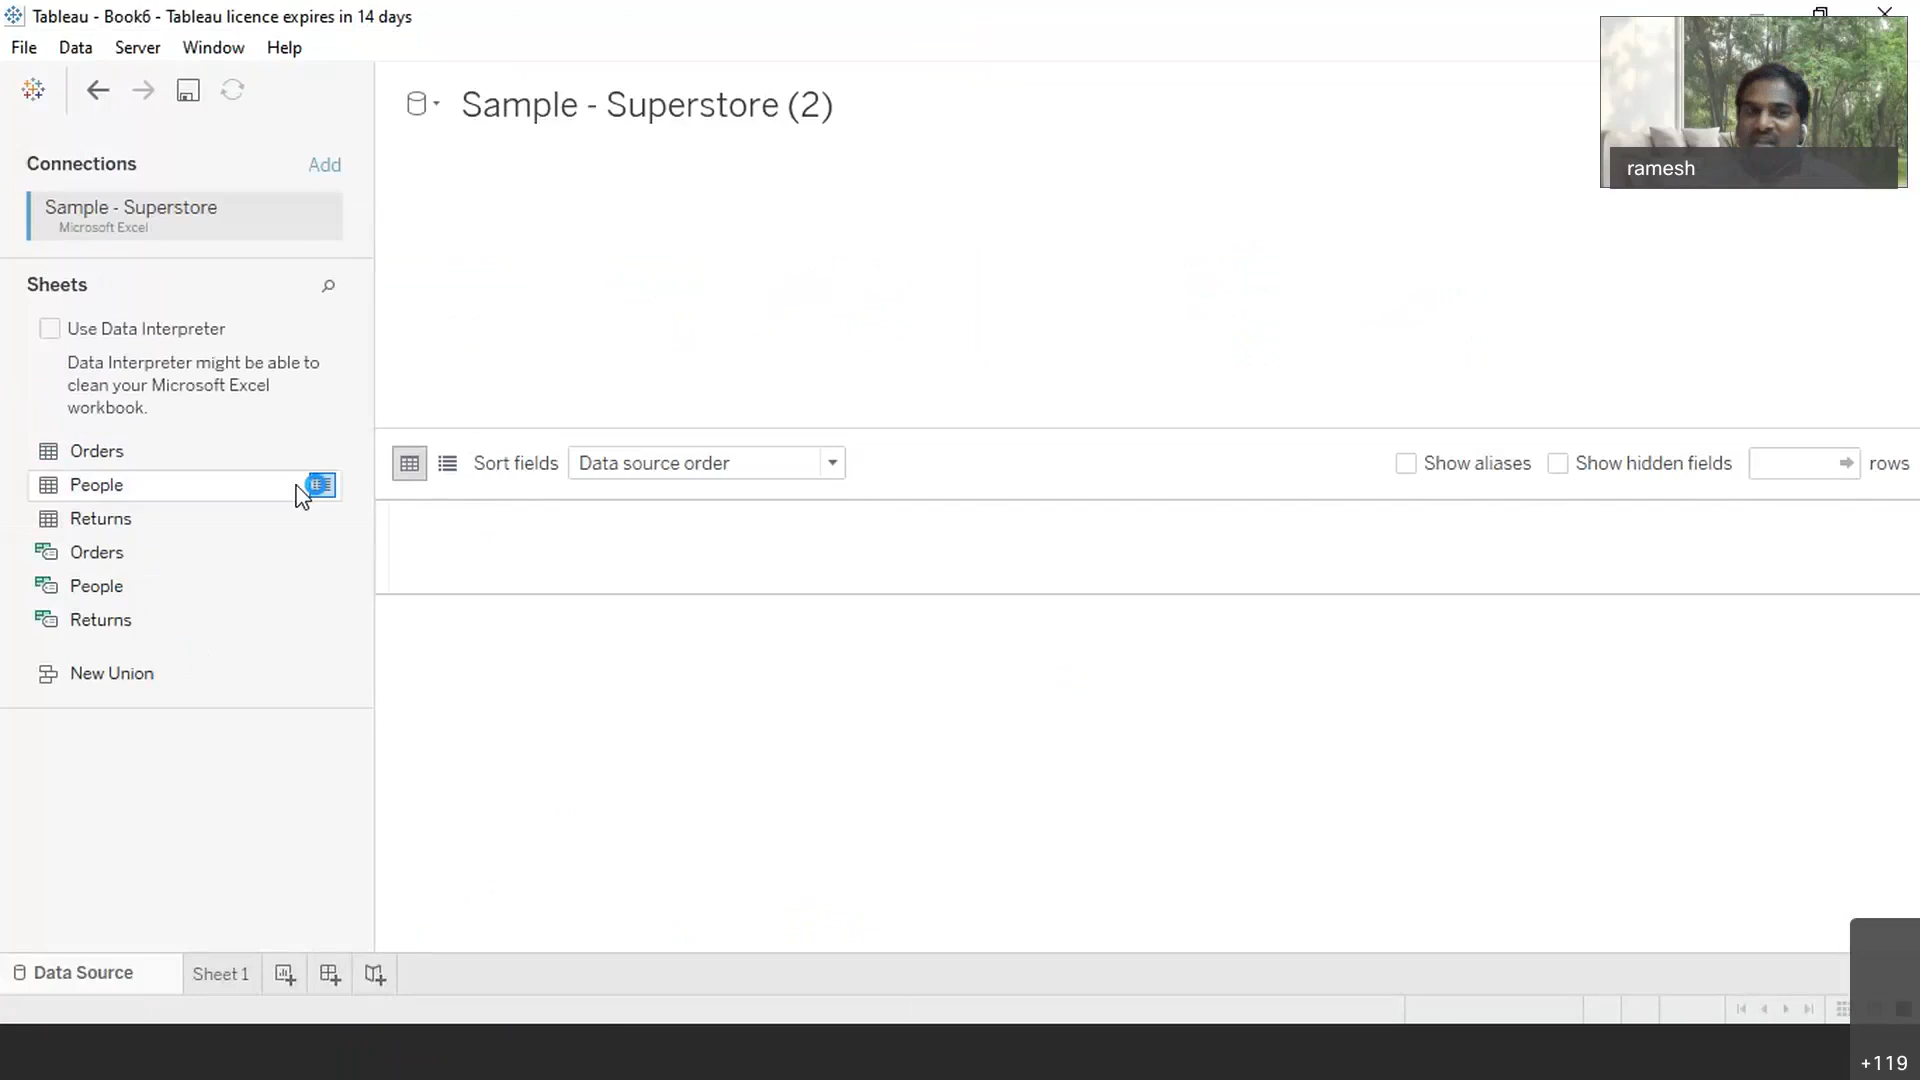 Tableau - Book6 - Tableau licence expires in 14 days
File Data Server Window Help
Sample - Superstore (2)
ramesh
Connections Add
Sample - Superstore
Microsoft Excel
Sheets
Use Data Interpreter
Data Interpreter might be able to
clean your Microsoft Excel
workbook.
Orders
People
Returns
Orders
People
Returns
New Union
Sort fields Data source order Show aliases Show hidden fields rows
Data Source Sheet 1
+119